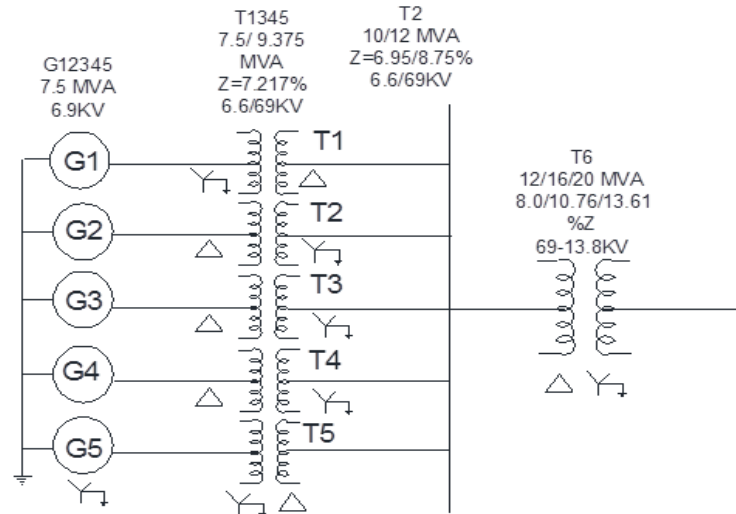 T1345
7.5/ 9.375
MVA
Z=7.217%
6.6/69KV
T2
10/12 MVA
Z=6.95/8.75%
6.6/69KV
G12345
7.5 MVA
6.9KV
G1
T1
G2
T2
G3
T3
G4
T4
G5
T5
T6
12/16/20 MVA
8.0/10.76/13.61
%Z
69-13.8KV